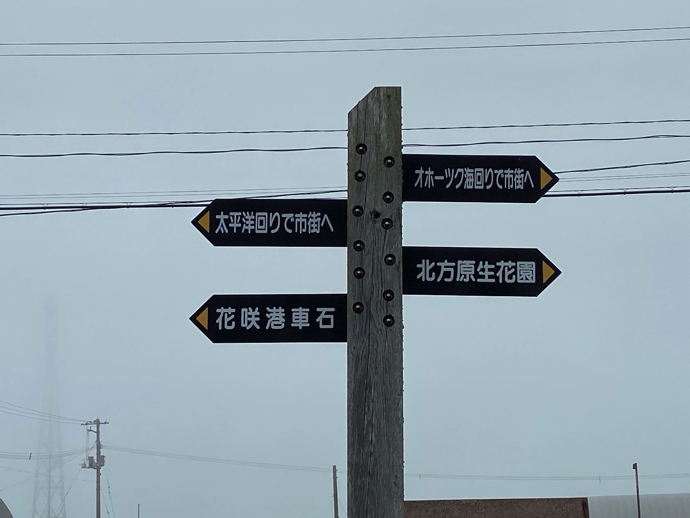 オホーツク海回りで市街へ
太平洋回りで市街へ
北方原生花園
花咲港車石